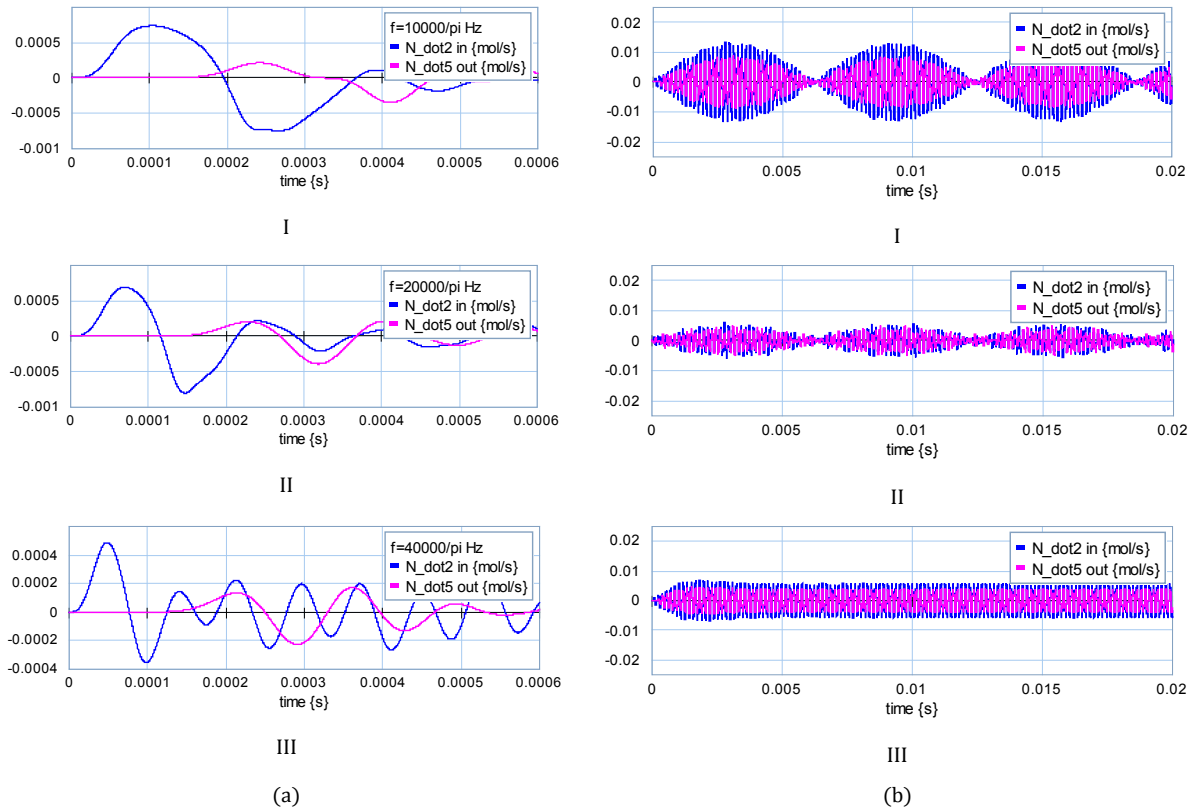 f=10000/pi Hz
N_dot2 in {mol/s}
N_dot5 out {mol/s}
0.0005
0
-0.0005
-0.001
0 0.0001 0.0002 0.0003 0.0004 0.0005 0.0006
time {s}
I
f=20000/pi Hz
N_dot2 in {mol/s}
N_dot5 out {mol/s}
0.0005
0
-0.0005
-0.001
0 0.0001 0.0002 0.0003 0.0004 0.0005 0.0006
time {s}
II
f=40000/pi Hz
N_dot2 in {mol/s}
N_dot5 out {mol/s}
0.0004
0.0002
0
-0.0002
-0.0004
0 0.0001 0.0002 0.0003 0.0004 0.0005 0.0006
time {s}
III
(a)
N_dot2 in {mol/s}
N_dot5 out {mol/s}
0.02
0.01
0
-0.01
-0.02
0 0.005 0.01 0.015 0.02
time {s}
I
N_dot2 in {mol/s}
N_dot5 out {mol/s}
0.02
0.01
0
-0.01
-0.02
0 0.005 0.01 0.015 0.02
time {s}
II
N_dot2 in {mol/s}
N_dot5 out {mol/s}
0.02
0.01
0
-0.01
-0.02
0 0.005 0.01 0.015 0.02
time {s}
III
(b)